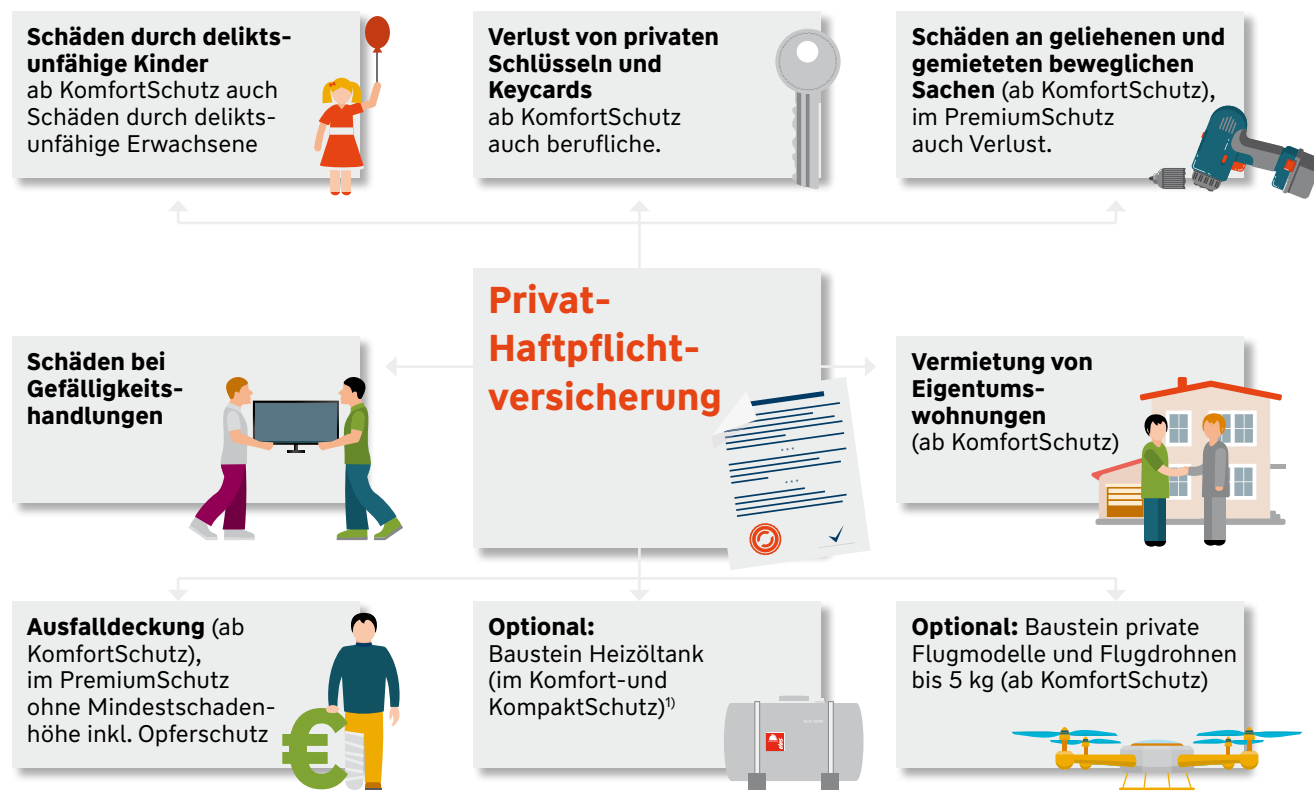 Schäden durch delikts-
unfähige Kinder
ab KomfortSchutz auch
Schäden durch delikts-
unfähige Erwachsene
Verlust von privaten
Schlüsseln und
Keycards
ab KomfortSchutz
auch berufliche.
Schäden an geliehenen und
gemieteten beweglichen
Sachen (ab KomfortSchutz),
im PremiumSchutz
auch Verlust.
Schäden bei
Gefälligkeits-
handlungen
Privat-
Haftpflicht-
versicherung
Vermietung von
Eigentums-
wohnungen
(ab KomfortSchutz)
Ausfalldeckung (ab
KomfortSchutz),
im PremiumSchutz
ohne Mindestschaden-
höhe inkl. Opferschutz
Optional:
Baustein Heizöltank
(im Komfort-und
KompaktSchutz)¹⁾
Optional: Baustein private
Flugmodelle und Flugdrohnen
bis 5 kg (ab KomfortSchutz)